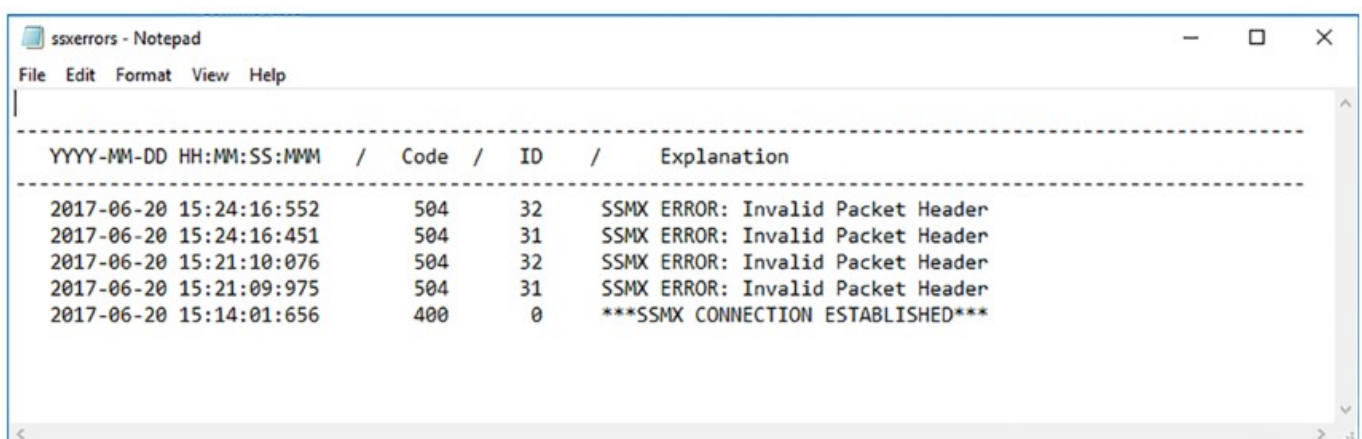 ssxerrors - Notepad
File Edit Format View Help
--------------------------------------------------------------------------------------------------------------
YYYY-MM-DD HH:MM:SS:MMM / Code / ID / Explanation
--------------------------------------------------------------------------------------------------------------
2017-06-20 15:24:16:552 504 32 SSMX ERROR: Invalid Packet Header
2017-06-20 15:24:16:451 504 31 SSMX ERROR: Invalid Packet Header
2017-06-20 15:21:10:076 504 32 SSMX ERROR: Invalid Packet Header
2017-06-20 15:21:09:975 504 31 SSMX ERROR: Invalid Packet Header
2017-06-20 15:14:01:656 400 0 ***SSMX CONNECTION ESTABLISHED***